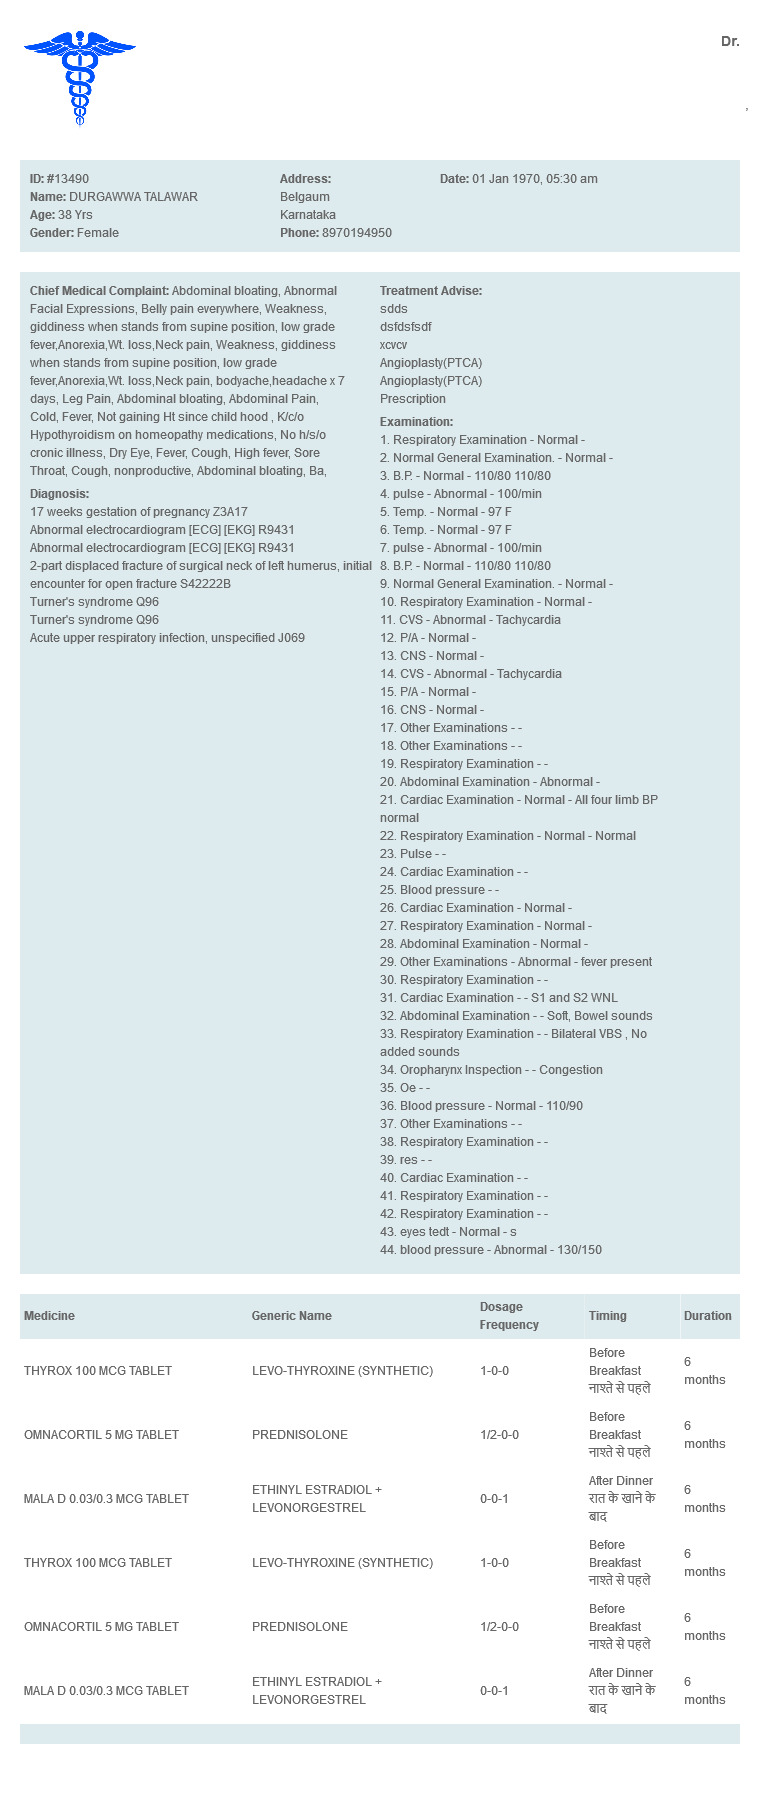 Dr.
,
ID: #13490
Name: DURGAWWA TALAWAR
Age: 38 Yrs
Gender: Female
Address:
Belgaum
Karnataka
Phone: 8970194950
Date: 01 Jan 1970, 05:30 am
Chief Medical Complaint: Abdominal bloating, Abnormal
Facial Expressions, Belly pain everywhere, Weakness,
giddiness when stands from supine position, low grade
fever,Anorexia,Wt. loss,Neck pain, Weakness, giddiness
when stands from supine position, low grade
fever,Anorexia,Wt. loss,Neck pain, bodyache,headache x 7
days, Leg Pain, Abdominal bloating, Abdominal Pain,
Cold, Fever, Not gaining Ht since child hood , K/c/o
Hypothyroidism on homeopathy medications, No h/s/o
cronic illness, Dry Eye, Fever, Cough, High fever, Sore
Throat, Cough, nonproductive, Abdominal bloating, Ba,
Diagnosis:
17 weeks gestation of pregnancy Z3A17
Abnormal electrocardiogram [ECG] [EKG] R9431
Abnormal electrocardiogram [ECG] [EKG] R9431
2-part displaced fracture of surgical neck of left humerus, initial
encounter for open fracture S42222B
Turner's syndrome Q96
Turner's syndrome Q96
Acute upper respiratory infection, unspecified J069
Treatment Advise:
sdds
dsfdsfsdf
xcvcv
Angioplasty(PTCA)
Angioplasty(PTCA)
Prescription
Examination:
1. Respiratory Examination - Normal -
2. Normal General Examination. - Normal -
3. B.P. - Normal - 110/80 110/80
4. pulse - Abnormal - 100/min
5. Temp. - Normal - 97 F
6. Temp. - Normal - 97 F
7. pulse - Abnormal - 100/min
8. B.P. - Normal - 110/80 110/80
9. Normal General Examination. - Normal -
10. Respiratory Examination - Normal -
11. CVS - Abnormal - Tachycardia
12. P/A - Normal -
13. CNS - Normal -
14. CVS - Abnormal - Tachycardia
15. P/A - Normal -
16. CNS - Normal -
17. Other Examinations - -
18. Other Examinations - -
19. Respiratory Examination - -
20. Abdominal Examination - Abnormal -
21. Cardiac Examination - Normal - All four limb BP
normal
22. Respiratory Examination - Normal - Normal
23. Pulse - -
24. Cardiac Examination - -
25. Blood pressure - -
26. Cardiac Examination - Normal -
27. Respiratory Examination - Normal -
28. Abdominal Examination - Normal -
29. Other Examinations - Abnormal - fever present
30. Respiratory Examination - -
31. Cardiac Examination - - S1 and S2 WNL
32. Abdominal Examination - - Soft, Bowel sounds
33. Respiratory Examination - - Bilateral VBS , No
added sounds
34. Oropharynx Inspection - - Congestion
35. Oe - -
36. Blood pressure - Normal - 110/90
37. Other Examinations - -
38. Respiratory Examination - -
39. res - -
40. Cardiac Examination - -
41. Respiratory Examination - -
42. Respiratory Examination - -
43. eyes tedt - Normal - s
44. blood pressure - Abnormal - 130/150
Medicine Generic Name Dosage Frequency Timing Duration
THYROX 100 MCG TABLET LEVO-THYROXINE (SYNTHETIC) 1-0-0 Before Breakfast नाश्ते से पहले 6 months
OMNACORTIL 5 MG TABLET PREDNISOLONE 1/2-0-0 Before Breakfast नाश्ते से पहले 6 months
MALA D 0.03/0.3 MCG TABLET ETHINYL ESTRADIOL + LEVONORGESTREL 0-0-1 After Dinner रात के खाने के बाद 6 months
THYROX 100 MCG TABLET LEVO-THYROXINE (SYNTHETIC) 1-0-0 Before Breakfast नाश्ते से पहले 6 months
OMNACORTIL 5 MG TABLET PREDNISOLONE 1/2-0-0 Before Breakfast नाश्ते से पहले 6 months
MALA D 0.03/0.3 MCG TABLET ETHINYL ESTRADIOL + LEVONORGESTREL 0-0-1 After Dinner रात के खाने के बाद 6 months